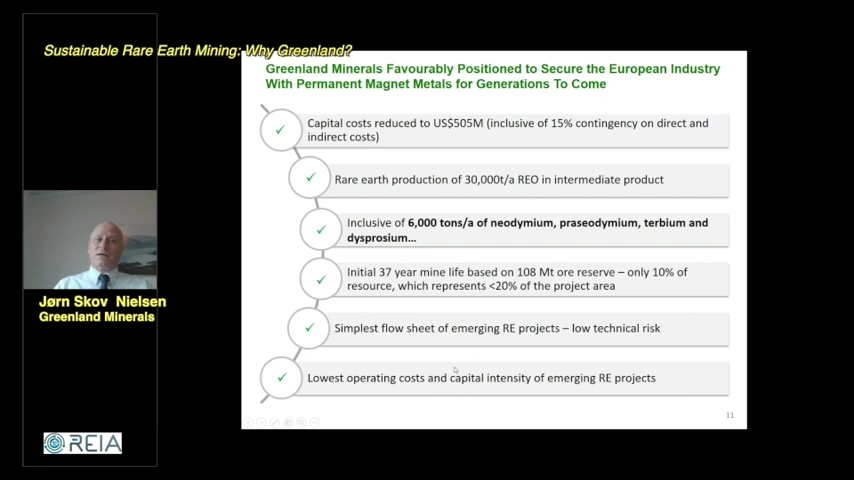 Sustainable Rare Earth Mining: Why Greenland?
Greenland Minerals Favourably Positioned to Secure the European Industry
With Permanent Magnet Metals for Generations To Come
Capital costs reduced to US$505M (inclusive of 15% contingency on direct and
indirect costs)
Rare earth production of 30,000t/a REO in intermediate product
Inclusive of 6,000 tons/a of neodymium, praseodymium, terbium and
dysprosium...
Initial 37 year mine life based on 108 Mt ore reserve – only 10% of
resource, which represents <20% of the project area
Simplest flow sheet of emerging RE projects – low technical risk
Lowest operating costs and capital intensity of emerging RE projects
11
Jørn Skov Nielsen
Greenland Minerals
REIA